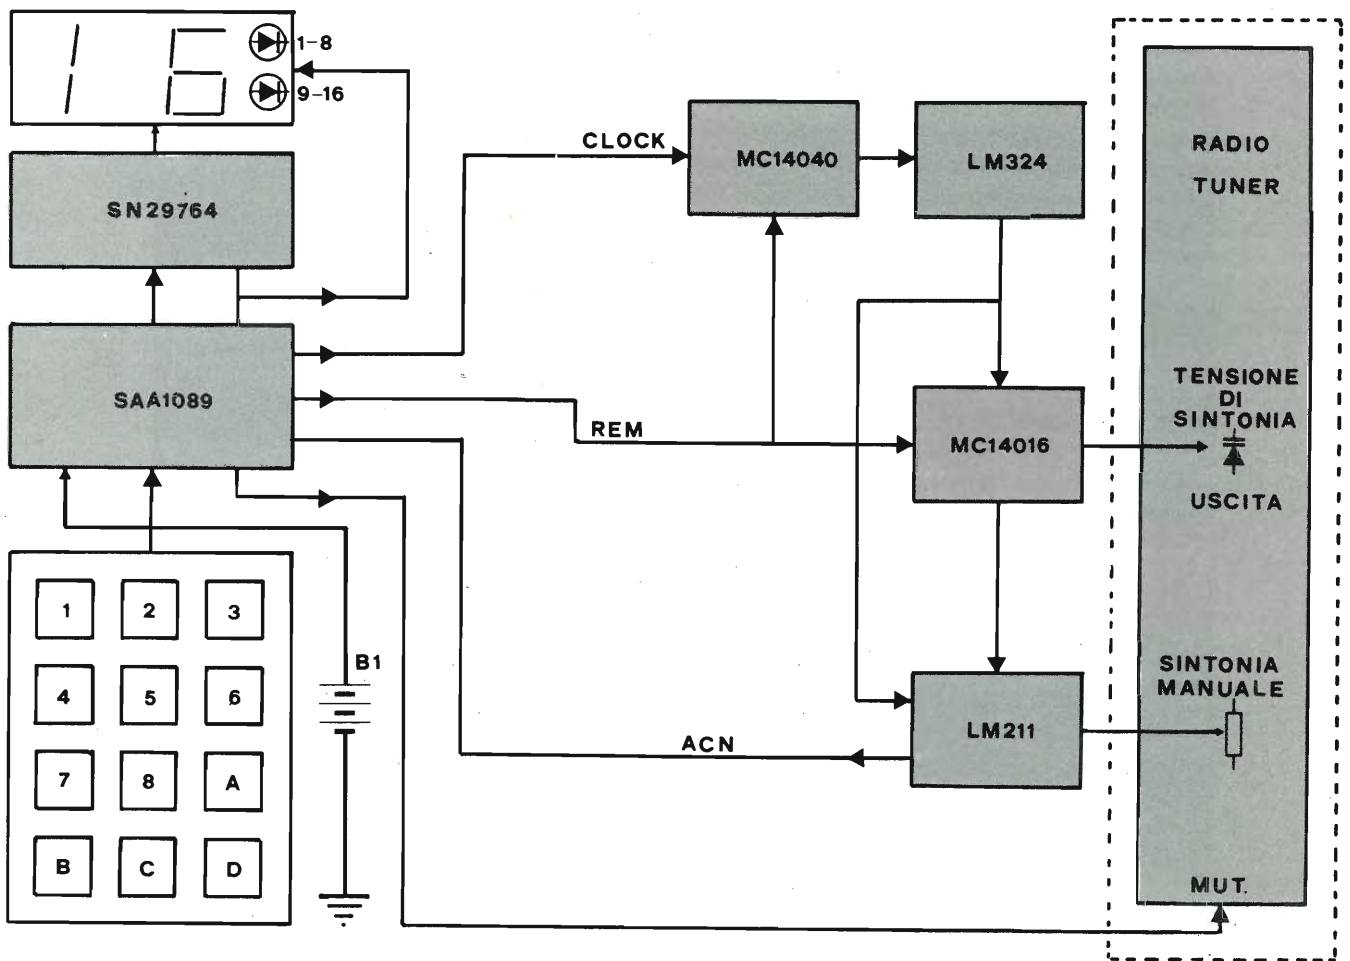 16
1-8
9-16
SN29764
SAA1089
CLOCK
REM
ACN
MC14040
LM324
MC14016
LM211
RADIO
TUNER
TENSIONE
DI
SINTONIA
USCITA
SINTONIA
MANUALE
MUT.
B1
1 2 3
4 5 6
7 8 A
B C D